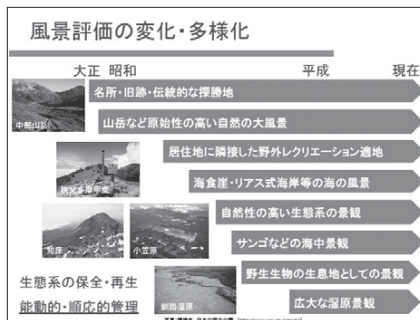 風景評価の変化・多様化
大正 昭和 平成 現在
名所・旧跡・伝統的な探勝地
中部山岳
山岳など原始性の高い自然の大風景
居住地に隣接した野外レクリエーション適地
秩父多摩甲斐
海食崖・リアス式海岸等の海の風景
自然性の高い生態系の景観
知床
小笠原
サンゴなどの海中景観
野生生物の生息地としての景観
生態系の保全・再生
能動的・順応的管理
釧路湿原
広大な湿原景観